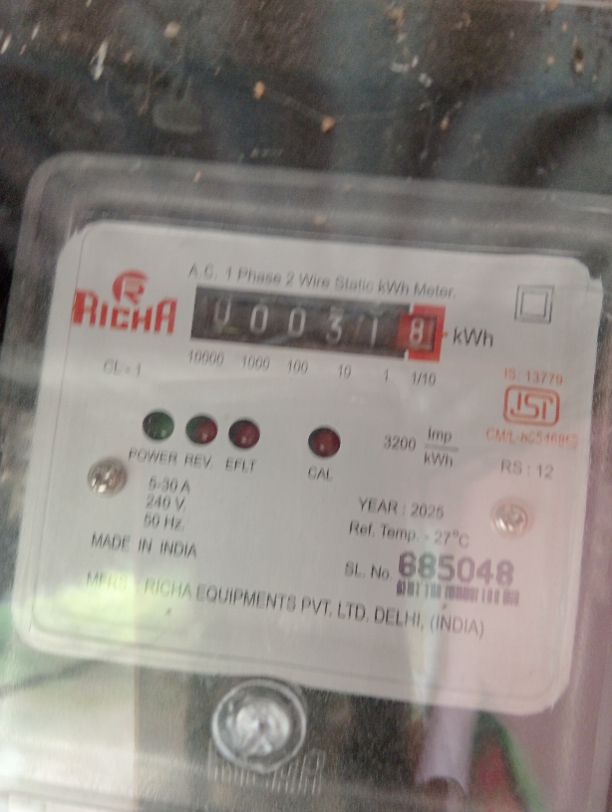 A.C. 1 Phase 2 Wire Static kWh Meter.
R
RICHA
0 0 0 3 1 8 kWh
10000 1000 100 10 1 1/10
CL - 1
IS: 13779
ISI
3200 Imp/kWh
RS : 12
POWER REV. EFLT CAL
5-30 A
240 V.
50 Hz.
YEAR : 2025
Ref. Temp. - 27°C
MADE IN INDIA
SL. No. 685048
MFRS : RICHA EQUIPMENTS PVT. LTD. DELHI, (INDIA)